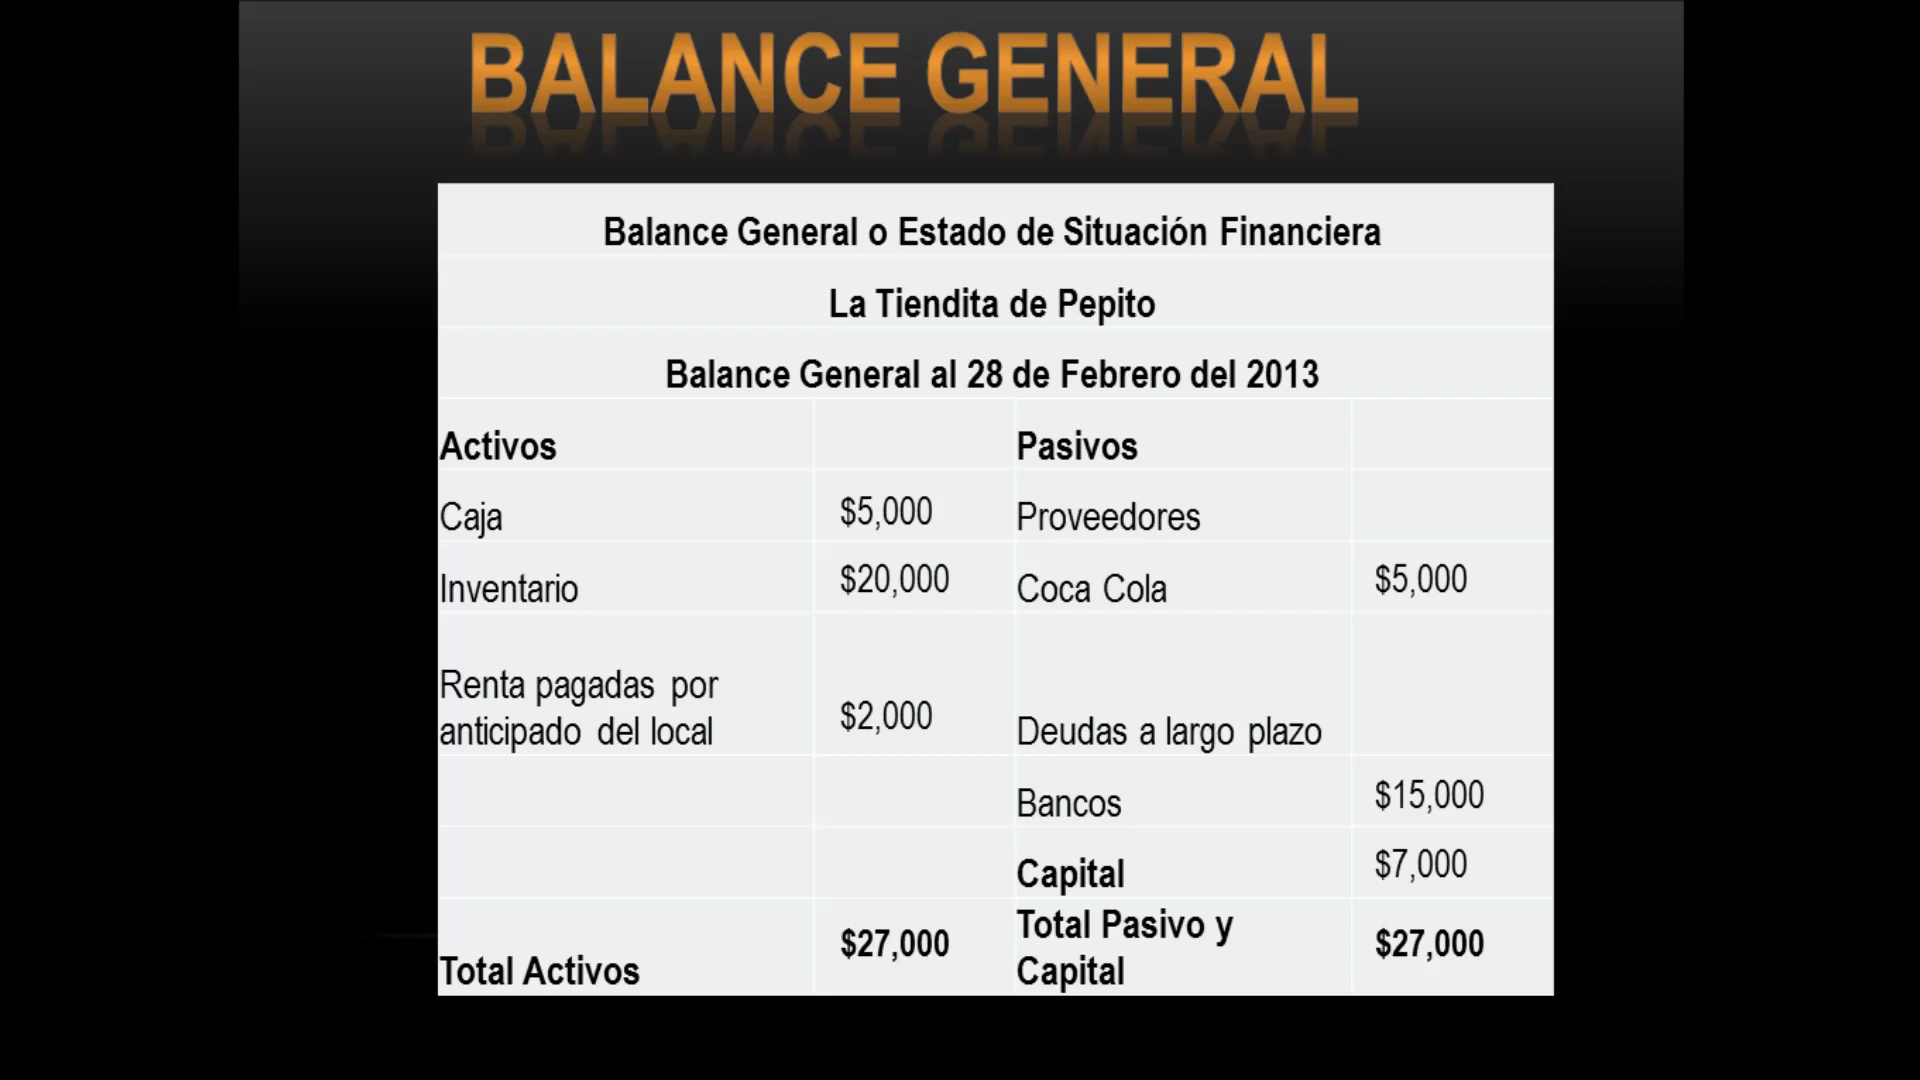 BALANCE GENERAL
Balance General o Estado de Situación Financiera
La Tiendita de Pepito
Balance General al 28 de Febrero del 2013
Activos Pasivos
Caja $5,000 Proveedores
Inventario $20,000 Coca Cola $5,000
Renta pagadas por
anticipado del local $2,000 Deudas a largo plazo
Bancos $15,000
Capital $7,000
Total Activos $27,000 Total Pasivo y
Capital $27,000